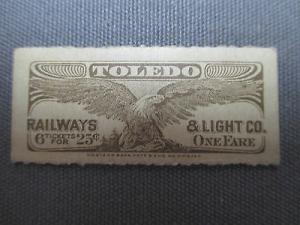 TOLEDO
RAILWAYS & LIGHT CO.
6 TICKETS FOR 25¢ ONE FARE